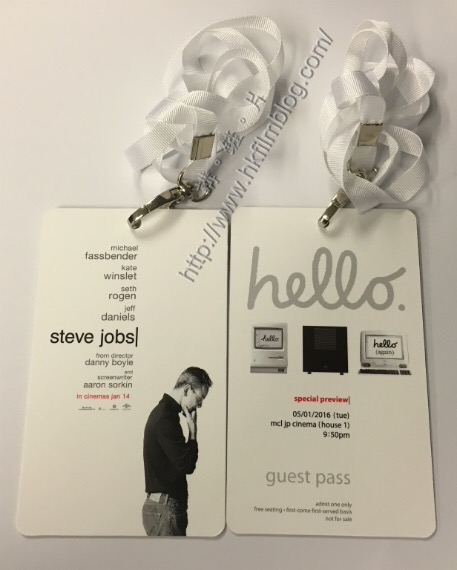 michael
fassbender
kate
winslet
seth
rogen
jeff
daniels
steve jobs
from director
danny boyle
and
screenwriter
aaron sorkin
In cinemas jan 14
hello.
hello
hello
(again)
special preview
05/01/2016 (tue)
mcl jp cinema (house 1)
9:50pm
guest pass
admit one only
free seating • first-come first-served basis
not for sale
http://www.hkfilmblog.com/